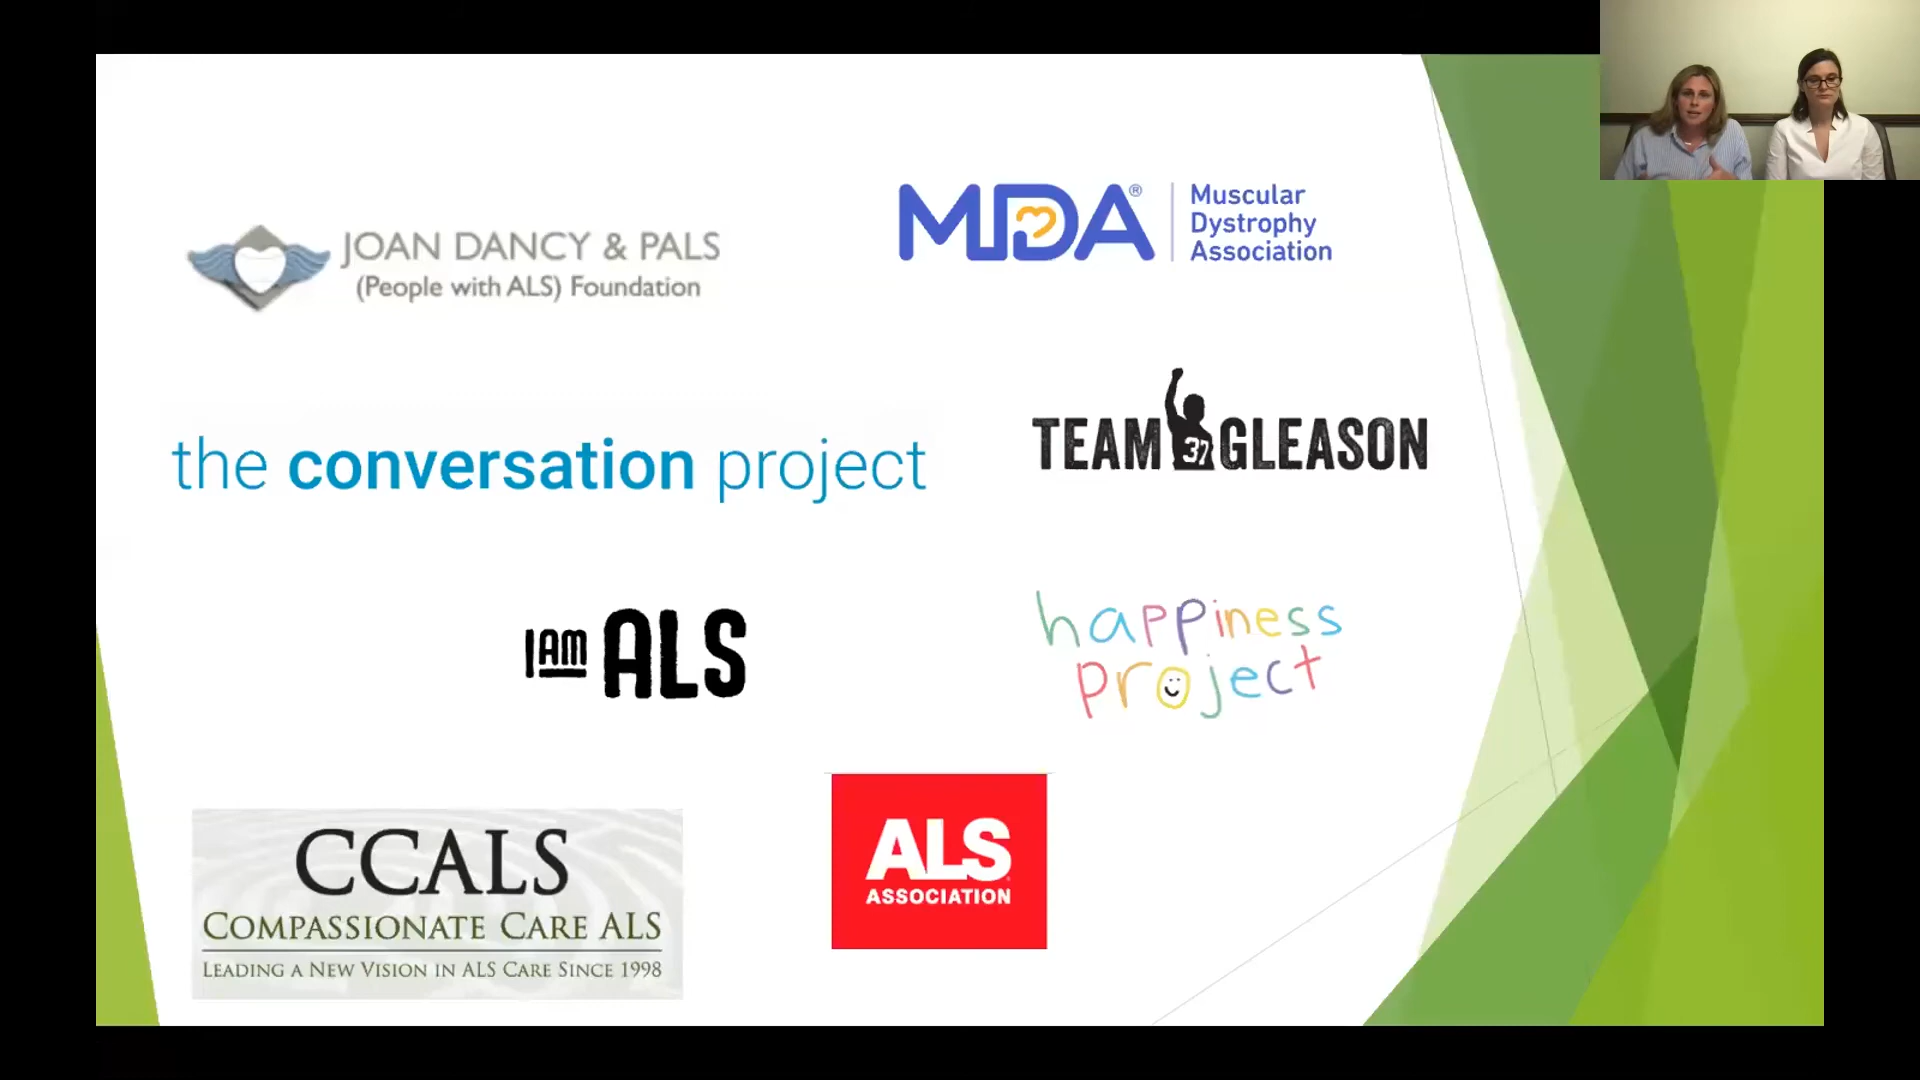 JOAN DANCY & PALS
(People with ALS) Foundation
MDA®
Muscular
Dystrophy
Association
the conversation project
TEAM 37 GLEASON
I AM ALS
happiness
project
CCALS
COMPASSIONATE CARE ALS
LEADING A NEW VISION IN ALS CARE SINCE 1998
ALS
ASSOCIATION